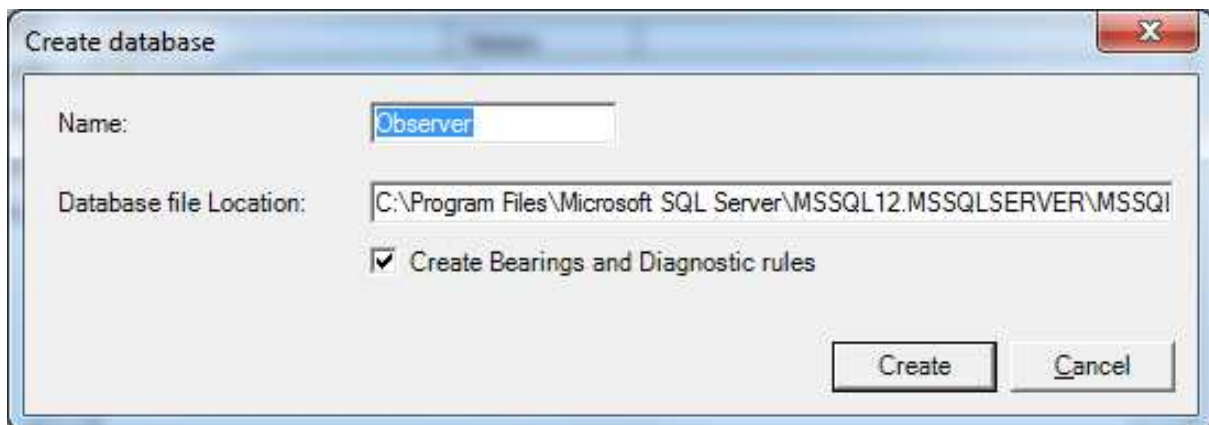 Create database
Name:
Observer
Database file Location:
C:\Program Files\Microsoft SQL Server\MSSQL12.MSSQLSERVER\MSSQl
Create Bearings and Diagnostic rules
Create
Cancel